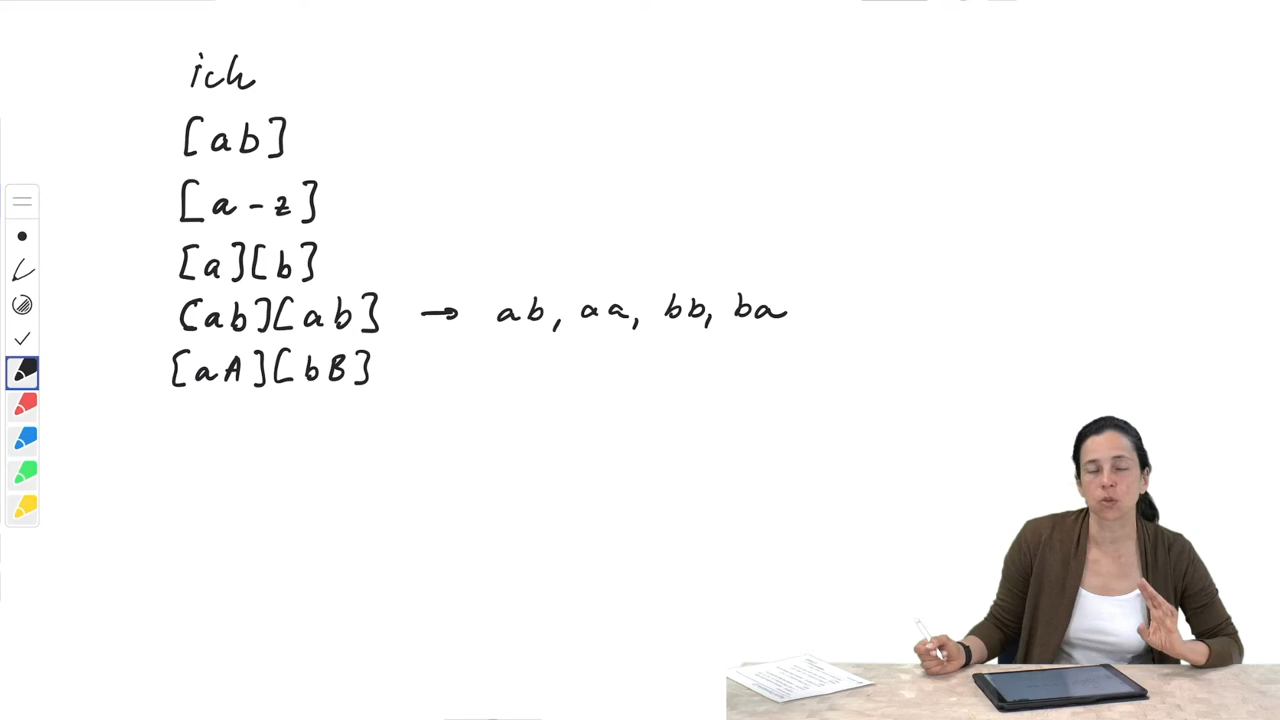 ich
[ab]
[a-z]
[a][b]
[ab][ab] → ab, aa, bb, ba
[aA][bB]